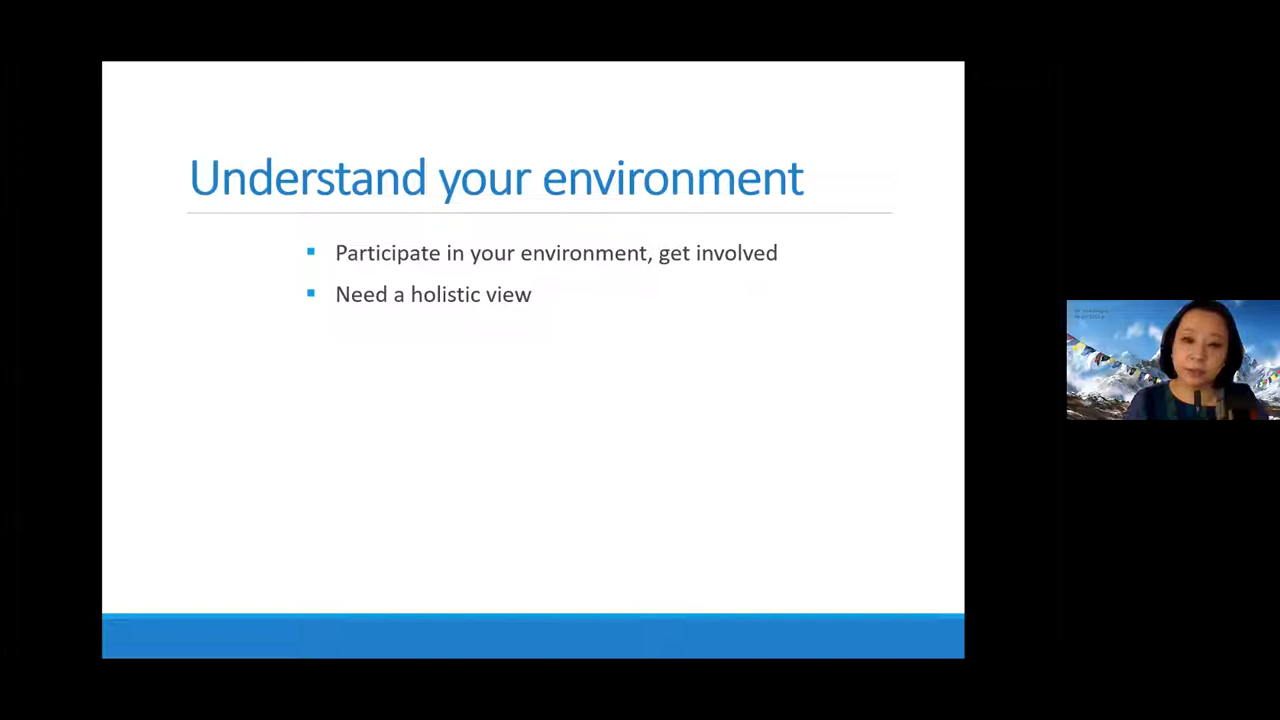 Understand your environment
Participate in your environment, get involved
Need a holistic view